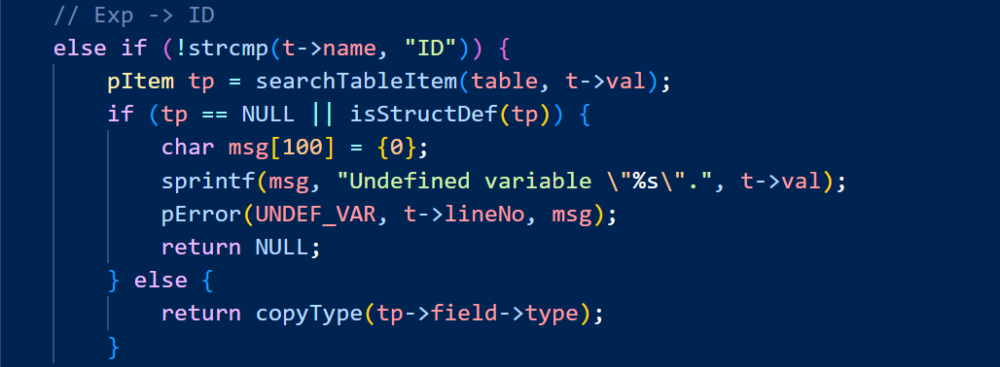 // Exp -> ID
else if (!strcmp(t->name, "ID")) {
pItem tp = searchTableItem(table, t->val);
if (tp == NULL || isStructDef(tp)) {
char msg[100] = {0};
sprintf(msg, "Undefined variable \"%s\".", t->val);
pError(UNDEF_VAR, t->lineNo, msg);
return NULL;
} else {
return copyType(tp->field->type);
}